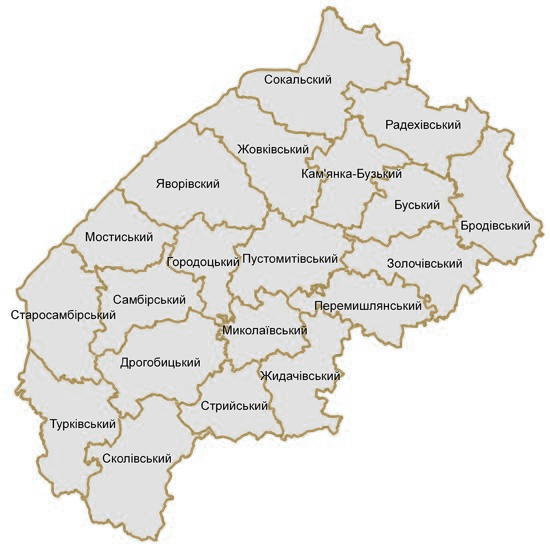 Сокальский
Радехівський
Жовківський
Кам'янка-Бузький
Яворівский
Буський
Бродівський
Мостиський
Городоцький
Пустомитівський
Золочівський
Самбірський
Перемишлянський
Старосамбірський
Миколаївський
Дрогобицький
Жидачівський
Стрийський
Турківський
Сколівський